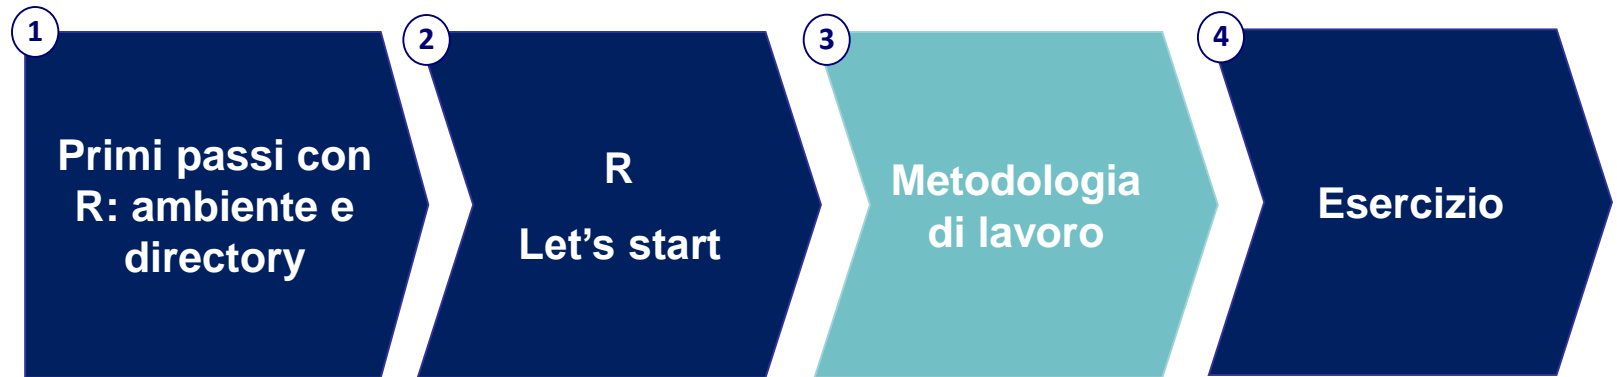 1
Primi passi con
R: ambiente e
directory
2
R
Let’s start
3
Metodologia
di lavoro
4
Esercizio